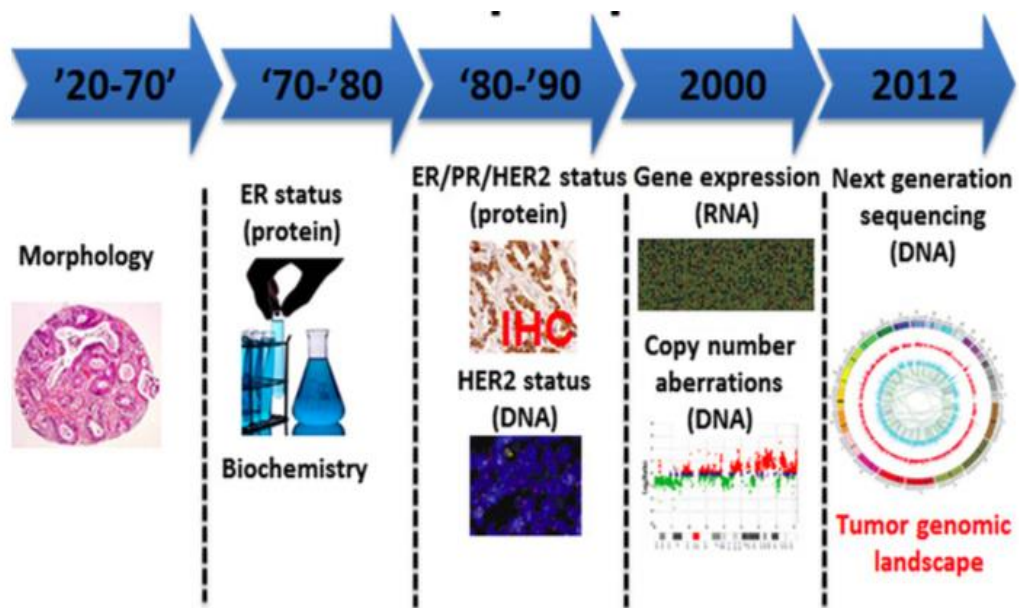 ’20-70’
‘70-’80
‘80-’90
2000
2012
Morphology
ER status
(protein)
Biochemistry
ER/PR/HER2 status
(protein)
IHC
HER2 status
(DNA)
Gene expression
(RNA)
Copy number
aberrations
(DNA)
Next generation
sequencing
(DNA)
Tumor genomic
landscape